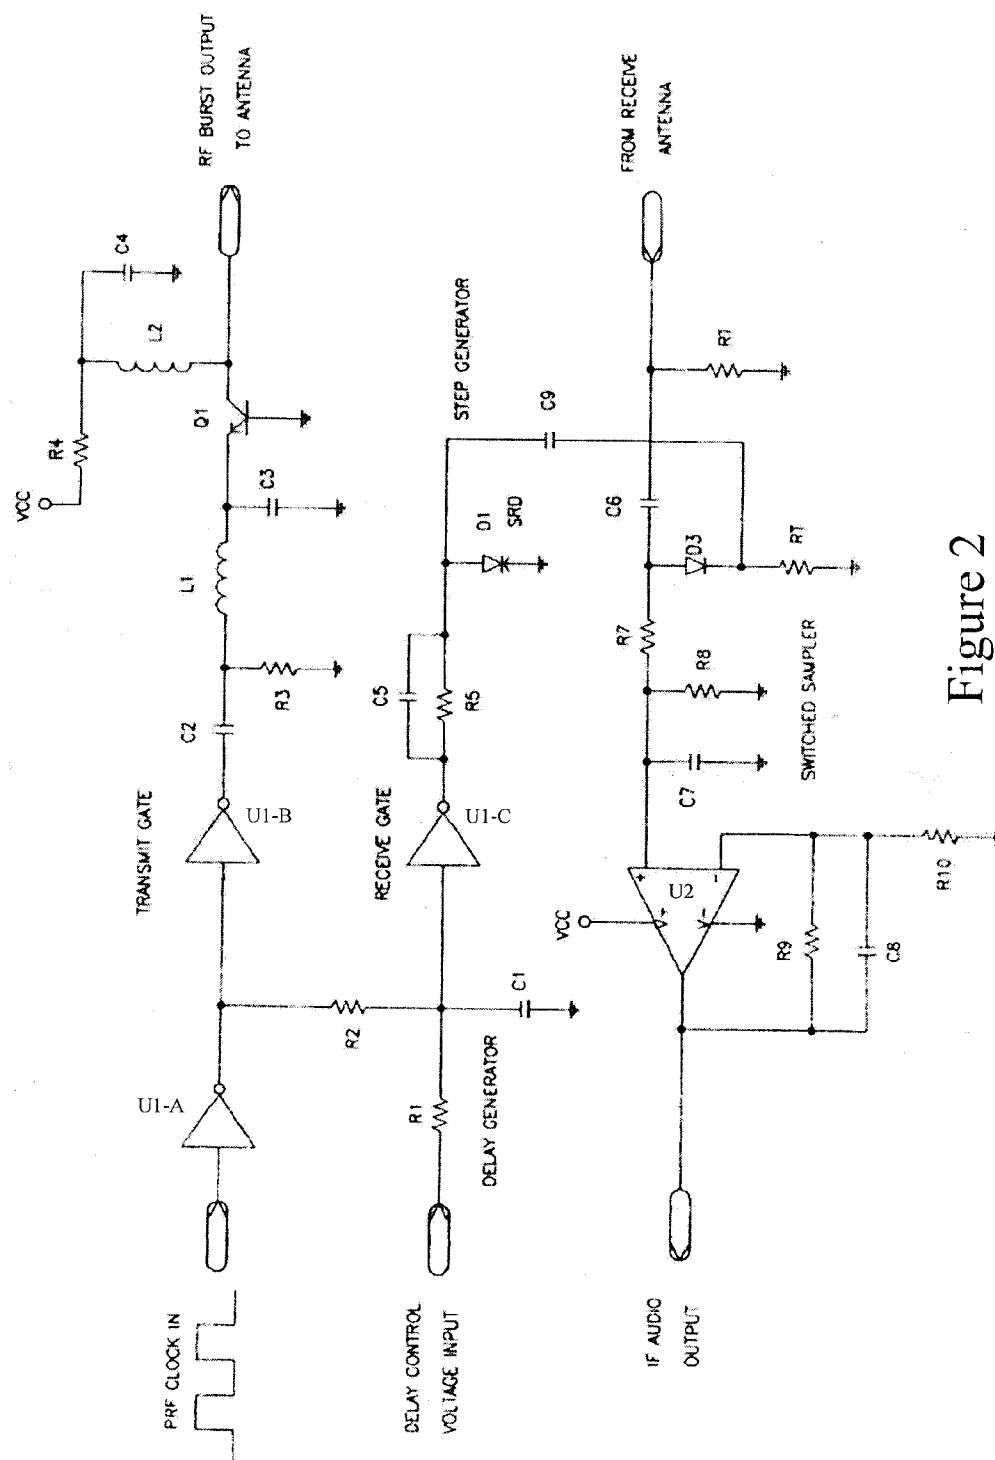 PRF CLOCK IN
U1-A
TRANSMIT GATE
U1-B
C2
R3
L1
C3
VCC
R4
Q1
L2
C4
RF BURST OUTPUT
TO ANTENNA
DELAY CONTROL
VOLTAGE INPUT
R1
DELAY GENERATOR
R2
C1
RECEIVE GATE
U1-C
C5
R5
D1
SRD
STEP GENERATOR
C9
IF AUDIO
OUTPUT
VCC
U2
+
-
V+
V-
R9
C8
R10
C7
R8
R7
SWITCHED SAMPLER
D3
RT
C6
RT
FROM RECEIVE
ANTENNA
Figure 2